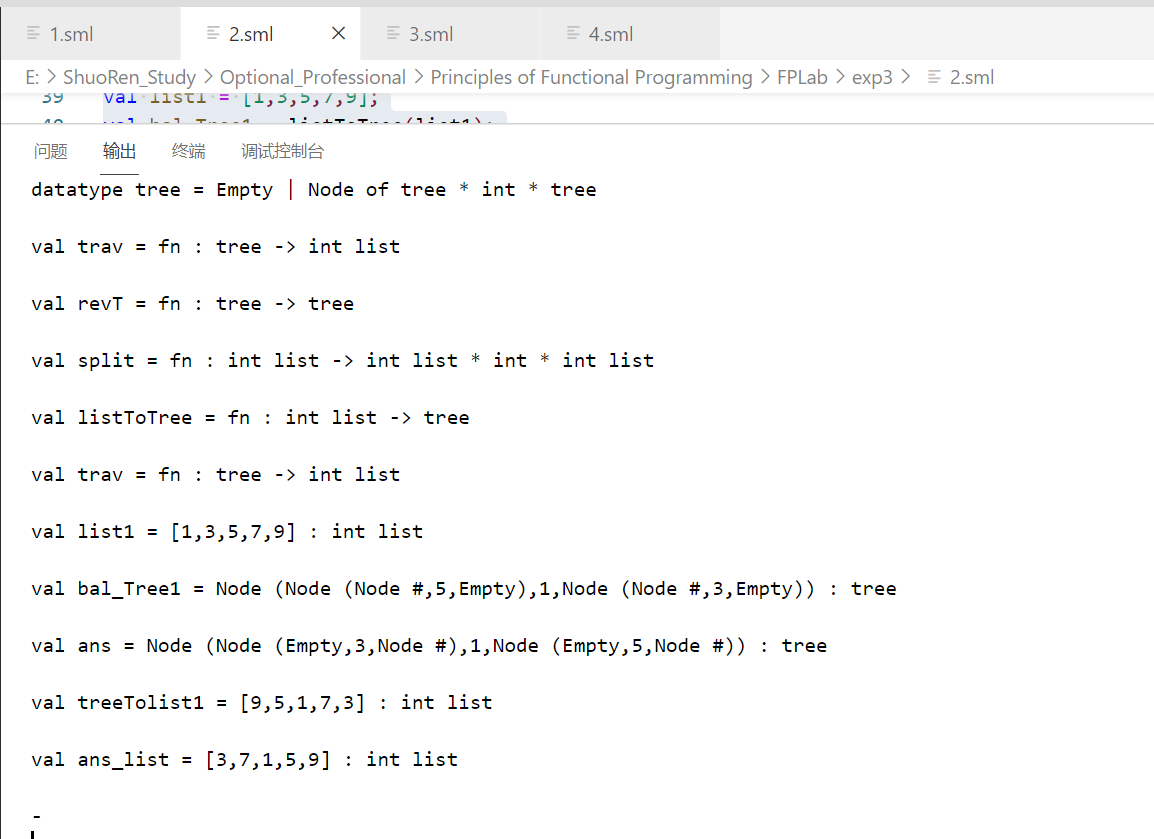 1.sml 2.sml 3.sml 4.sml
E: > ShuoRen_Study > Optional_Professional > Principles of Functional Programming > FPLab > exp3 > 2.sml
39 val list1 = [1,3,5,7,9];
40 val bal_Tree1 = listToTree(list1);
问题 输出 终端 调试控制台
datatype tree = Empty | Node of tree * int * tree
val trav = fn : tree -> int list
val revT = fn : tree -> tree
val split = fn : int list -> int list * int * int list
val listToTree = fn : int list -> tree
val trav = fn : tree -> int list
val list1 = [1,3,5,7,9] : int list
val bal_Tree1 = Node (Node (Node #,5,Empty),1,Node (Node #,3,Empty)) : tree
val ans = Node (Node (Empty,3,Node #),1,Node (Empty,5,Node #)) : tree
val treeTolist1 = [9,5,1,7,3] : int list
val ans_list = [3,7,1,5,9] : int list
-